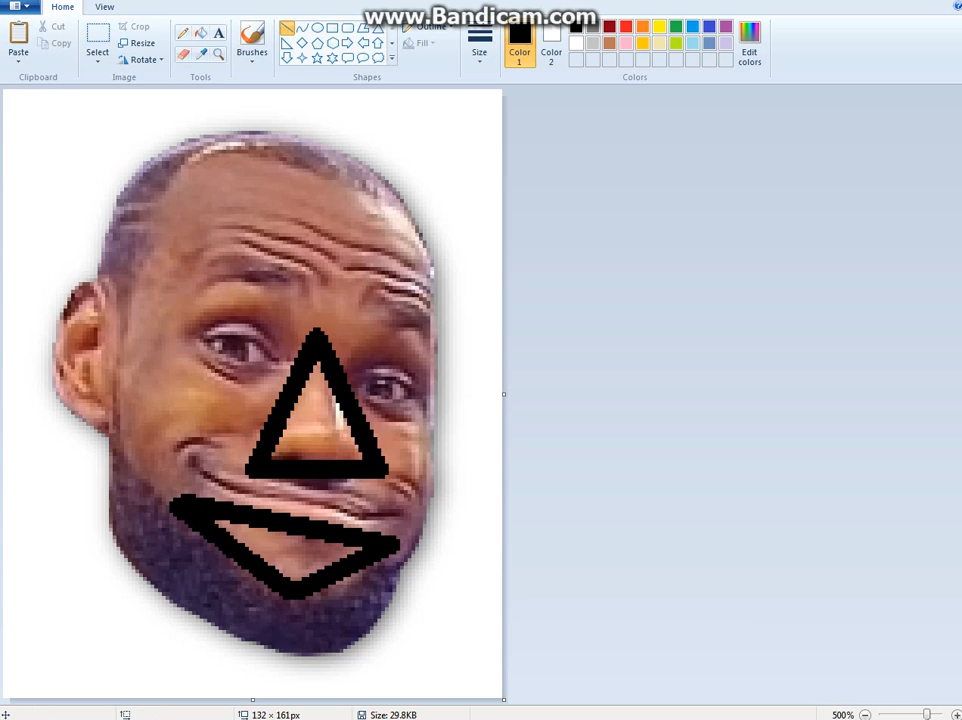 www.Bandicam.com
Home
View
Paste
Cut
Copy
Clipboard
Select
Crop
Resize
Rotate
Image
A
Tools
Brushes
Outline
Fill
Shapes
Size
Color
1
Color
2
Edit
colors
Colors
132 × 161px
Size: 29.8KB
500%